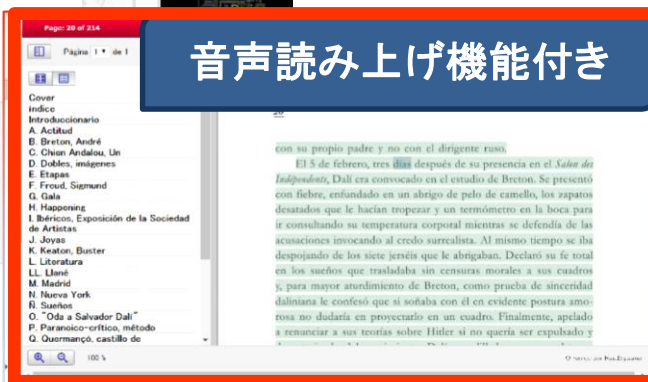 Page: 20 of 214
音声読み上げ機能付き
Página 1 de 1
Cover
índice
Introduccionario
A. Actitud
B. Breton, André
C. Chien Andalou, Un
D. Dobles, imágenes
E. Etapas
F. Freud, Sigmund
G. Gala
H. Happening
I. Ibéricos, Exposición de la Sociedad
de Artistas
J. Joyas
K. Keaton, Buster
L. Literatura
LL. Llané
M. Madrid
N. Nueva York
Ñ. Sueños
O. "Oda a Salvador Dalí"
P. Paranoico-crítico, método
Q. Quermançó, castillo de
100 %
20
con su propio padre y no con el dirigente ruso.
El 5 de febrero, tres días después de su presencia en el Salon des
Indépendents, Dalí era convocado en el estudio de Breton. Se presentó
con fiebre, enfundado en un abrigo de pelo de camello, los zapatos
desatados que le hacían tropezar y un termómetro en la boca para
ir consultando su temperatura corporal mientras se defendía de las
acusaciones invocando al credo surrealista. Al mismo tiempo se iba
despojando de los siete jerséis que le abrigaban. Declaró su fe total
en los sueños que trasladaba sin censuras morales a sus cuadros
y, para mayor aturdimiento de Breton, como prueba de sinceridad
daliniana le confesó que si soñaba con él en evidente postura amo-
rosa no dudaría en proyectarlo en un cuadro. Finalmente, apelado
a renunciar a sus teorías sobre Hitler si no quería ser expulsado y